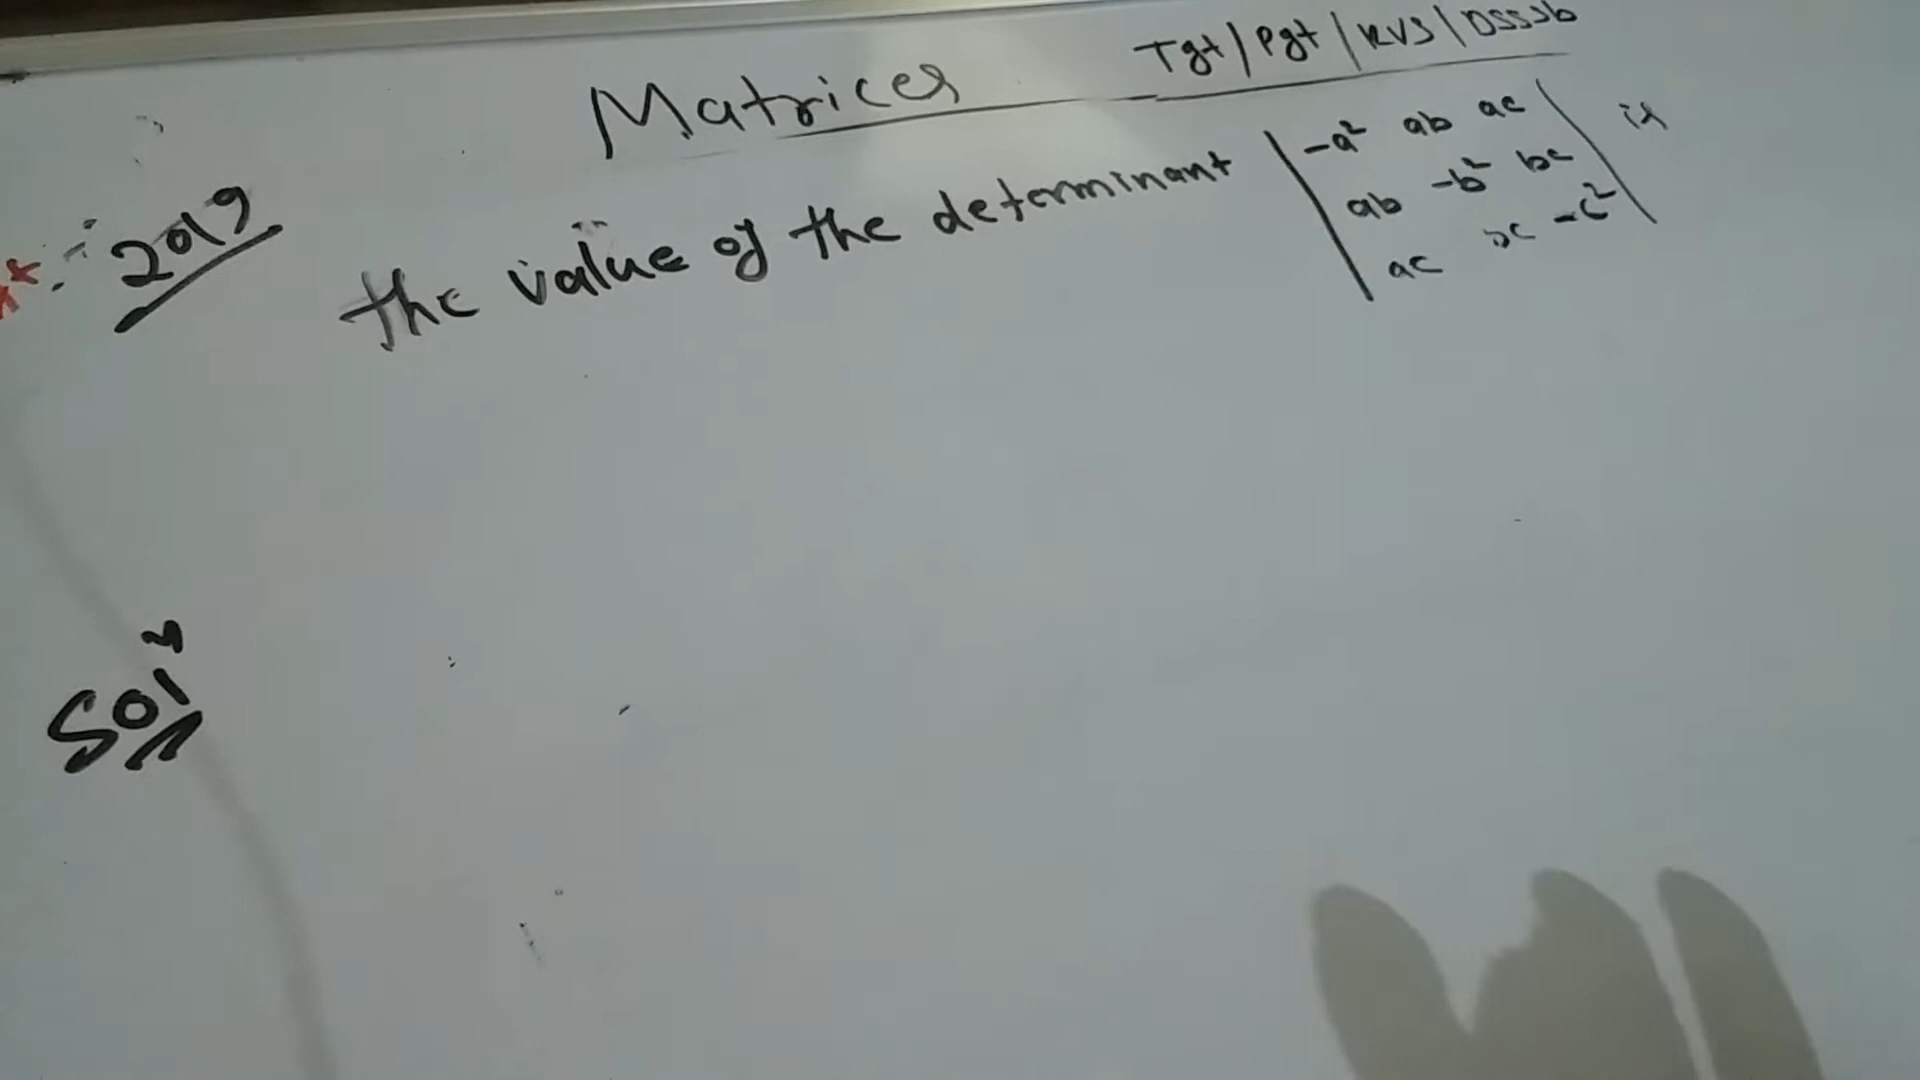 Matrices Tgt/Pgt/KVS/DSSSb
2019
the value of the determinant | -a² ab ac | is
| ab -b² bc |
| ac bc -c² |
Sol